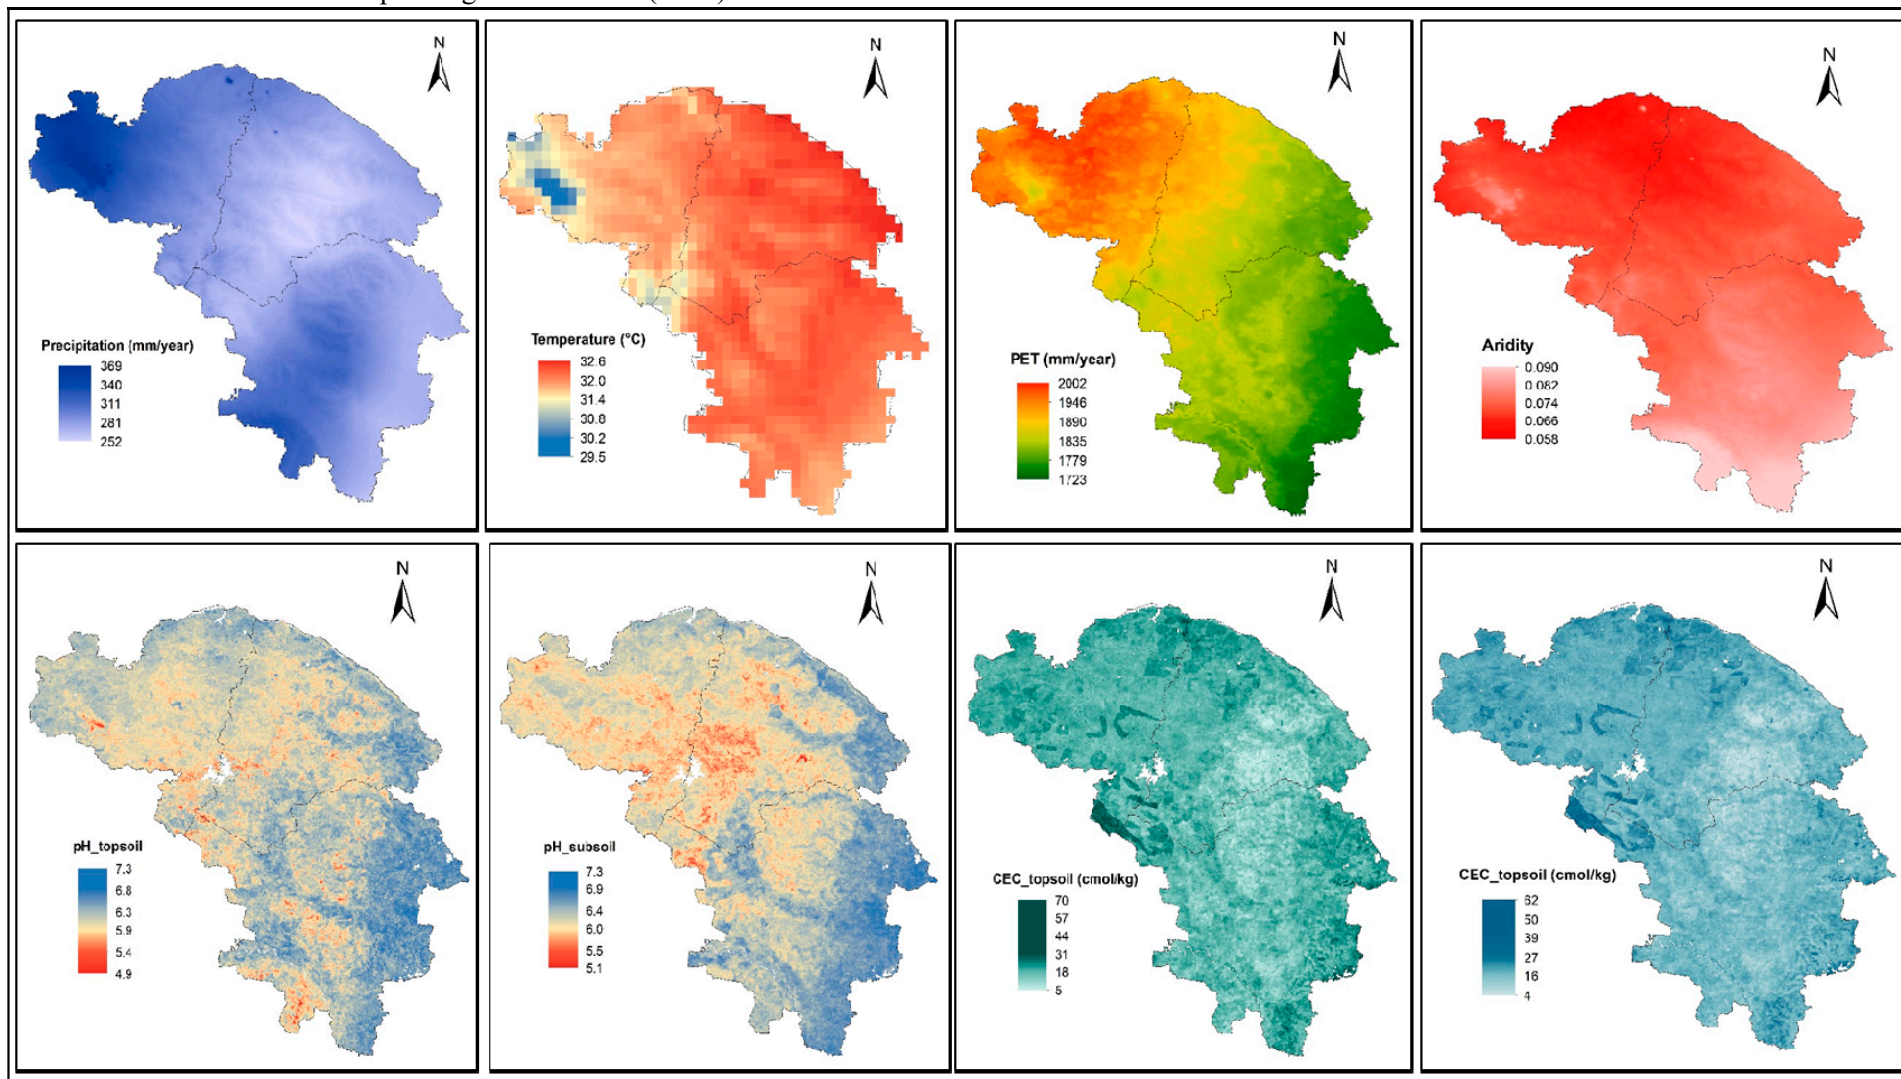 N
N
N
N
Precipitation (mm/year)
369
340
311
281
252
Temperature (°C)
32.6
32.0
31.4
30.8
30.2
29.5
PET (mm/year)
2002
1946
1890
1835
1779
1723
Aridity
0.090
0.082
0.074
0.066
0.058
N
N
N
N
pH_topsoil
7.3
6.8
6.3
5.9
5.4
4.9
pH_subsoil
7.3
6.9
6.4
6.0
5.5
5.1
CEC_topsoil (cmol/kg)
70
57
44
31
18
5
CEC_topsoil (cmol/kg)
62
50
39
27
16
4